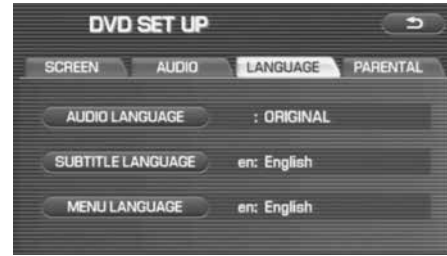 DVD SET UP
SCREEN AUDIO LANGUAGE PARENTAL
AUDIO LANGUAGE : ORIGINAL
SUBTITLE LANGUAGE en: English
MENU LANGUAGE en: English